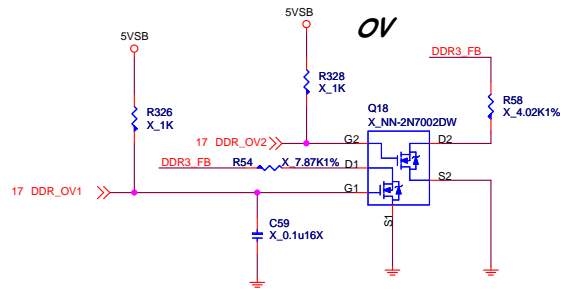 OV
5VSB
5VSB
DDR3_FB
R328
X_1K
R326
X_1K
Q18
X_NN-2N7002DW
R58
X_4.02K1%
17 DDR_OV2
G2
D2
DDR3_FB
R54
X_7.87K1%
D1
S2
17 DDR_OV1
G1
S1
C59
X_0.1u16X